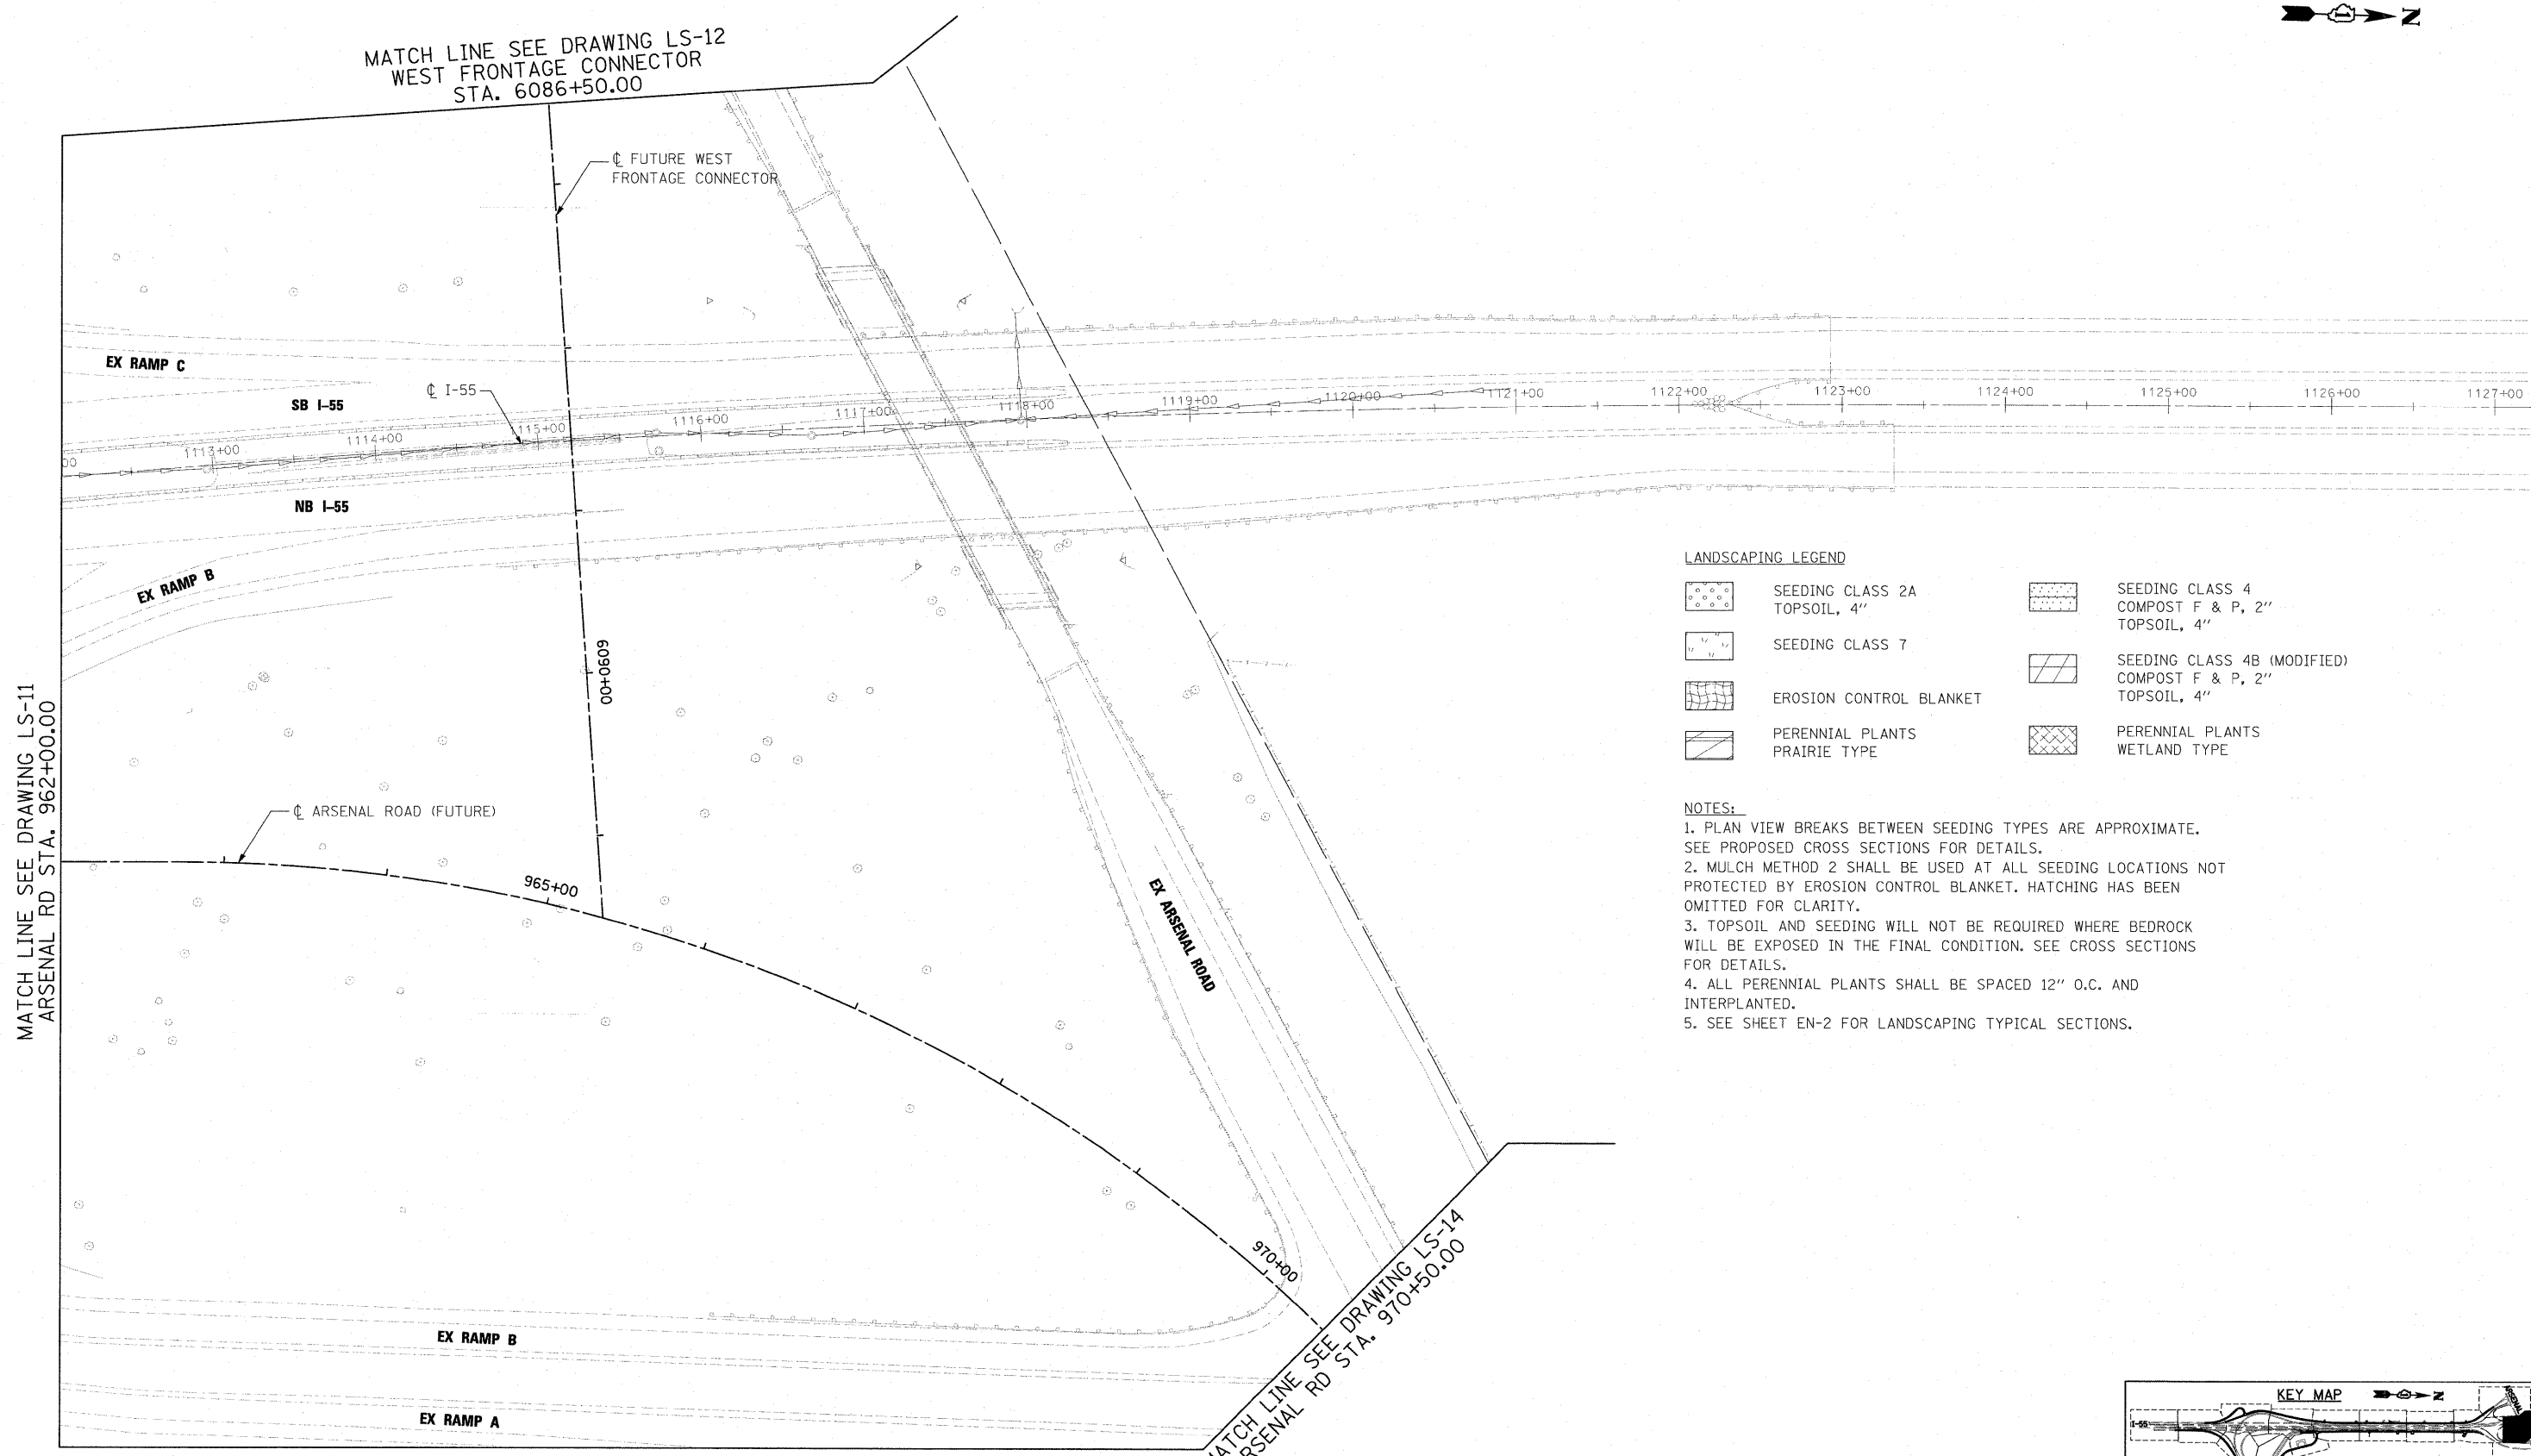 N
MATCH LINE SEE DRAWING LS-12
WEST FRONTAGE CONNECTOR
STA. 6086+50.00
℄ FUTURE WEST
FRONTAGE CONNECTOR
EX RAMP C
SB I-55
℄ I-55
00
1113+00
1114+00
1115+00
1116+00
1117+00
1118+00
1119+00
1120+00
1121+00
1122+00
1123+00
1124+00
1125+00
1126+00
1127+00
NB I-55
EX RAMP B
6090+00
MATCH LINE SEE DRAWING LS-11
ARSENAL RD STA. 962+00.00
℄ ARSENAL ROAD (FUTURE)
965+00
EX ARSENAL ROAD
970+00
MATCH LINE SEE DRAWING LS-14
ARSENAL RD STA. 970+50.00
EX RAMP B
EX RAMP A
LANDSCAPING LEGEND
SEEDING CLASS 2A
TOPSOIL, 4"
SEEDING CLASS 7
EROSION CONTROL BLANKET
PERENNIAL PLANTS
PRAIRIE TYPE
SEEDING CLASS 4
COMPOST F & P, 2"
TOPSOIL, 4"
SEEDING CLASS 4B (MODIFIED)
COMPOST F & P, 2"
TOPSOIL, 4"
PERENNIAL PLANTS
WETLAND TYPE
NOTES:
1. PLAN VIEW BREAKS BETWEEN SEEDING TYPES ARE APPROXIMATE.
SEE PROPOSED CROSS SECTIONS FOR DETAILS.
2. MULCH METHOD 2 SHALL BE USED AT ALL SEEDING LOCATIONS NOT
PROTECTED BY EROSION CONTROL BLANKET. HATCHING HAS BEEN
OMITTED FOR CLARITY.
3. TOPSOIL AND SEEDING WILL NOT BE REQUIRED WHERE BEDROCK
WILL BE EXPOSED IN THE FINAL CONDITION. SEE CROSS SECTIONS
FOR DETAILS.
4. ALL PERENNIAL PLANTS SHALL BE SPACED 12" O.C. AND
INTERPLANTED.
5. SEE SHEET EN-2 FOR LANDSCAPING TYPICAL SECTIONS.
KEY MAP
N
I-55